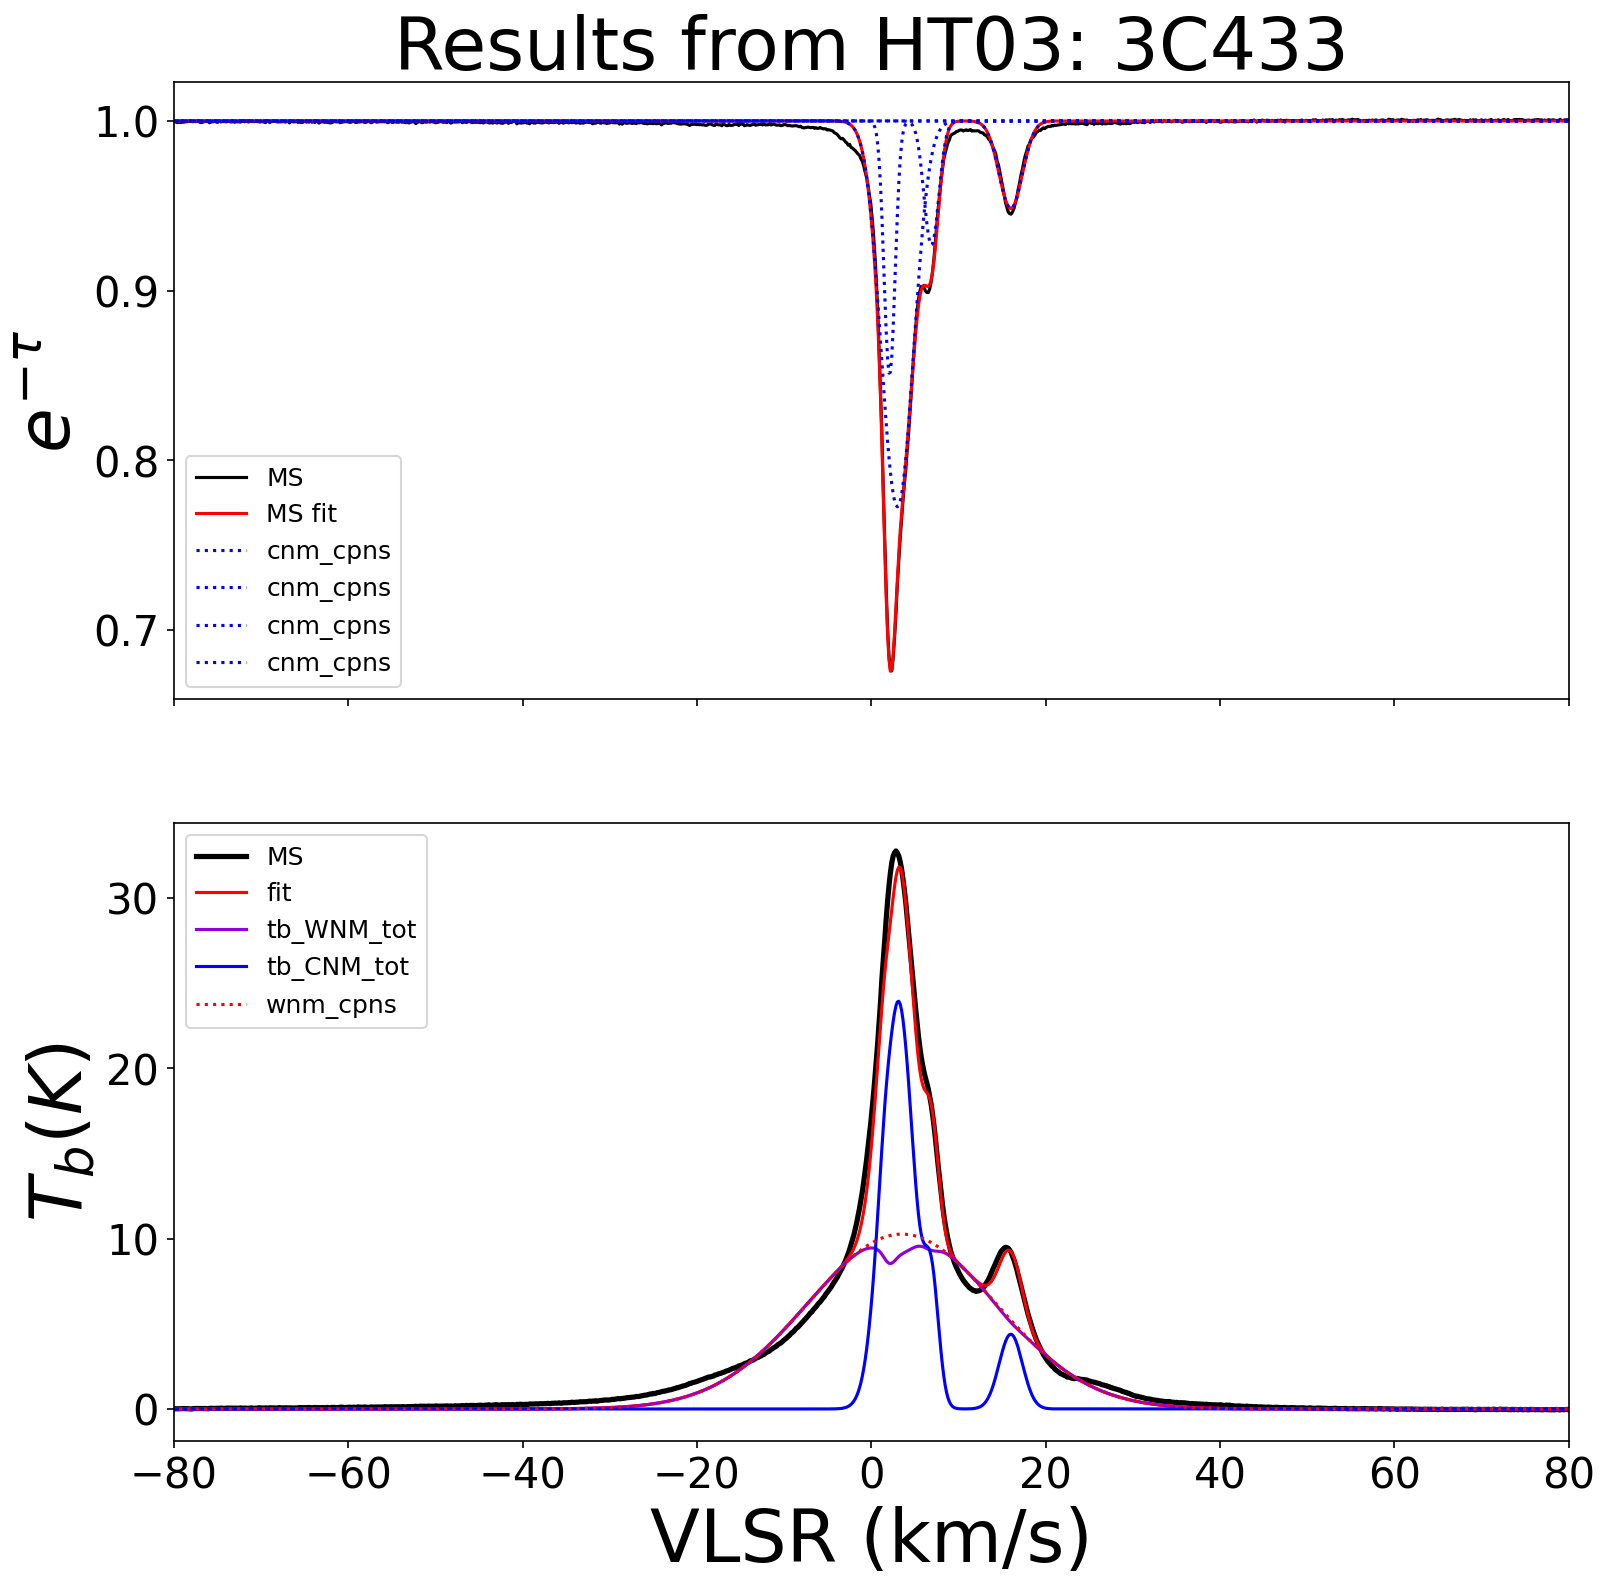 Results from HT03: 3C433
1.0
0.9
0.8
0.7
e^{-τ}
MS
MS fit
cnm_cpns
cnm_cpns
cnm_cpns
cnm_cpns
30
20
10
0
T_b(K)
MS
fit
tb_WNM_tot
tb_CNM_tot
wnm_cpns
−80 −60 −40 −20 0 20 40 60 80
VLSR (km/s)